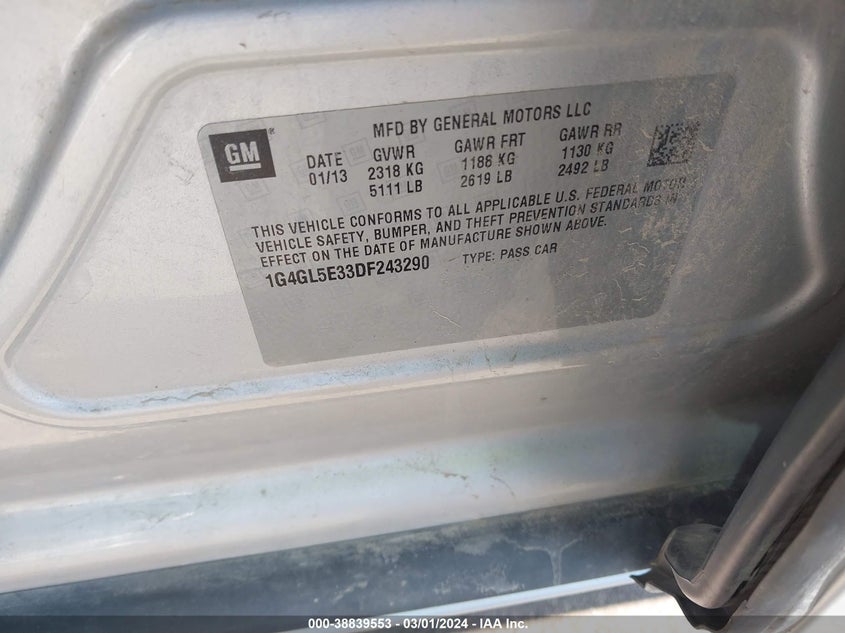 GM
MFD BY GENERAL MOTORS LLC
DATE GVWR GAWR FRT GAWR RR
01/13 2318 KG 1188 KG 1130 KG
5111 LB 2619 LB 2492 LB
THIS VEHICLE CONFORMS TO ALL APPLICABLE U.S. FEDERAL MOTOR
VEHICLE SAFETY, BUMPER, AND THEFT PREVENTION STANDARDS IN
EFFECT ON THE DATE OF MANUFACTURE SHOWN ABOVE.
1G4GL5E33DF243290 TYPE: PASS CAR
000-38839553 - 03/01/2024 - IAA Inc.